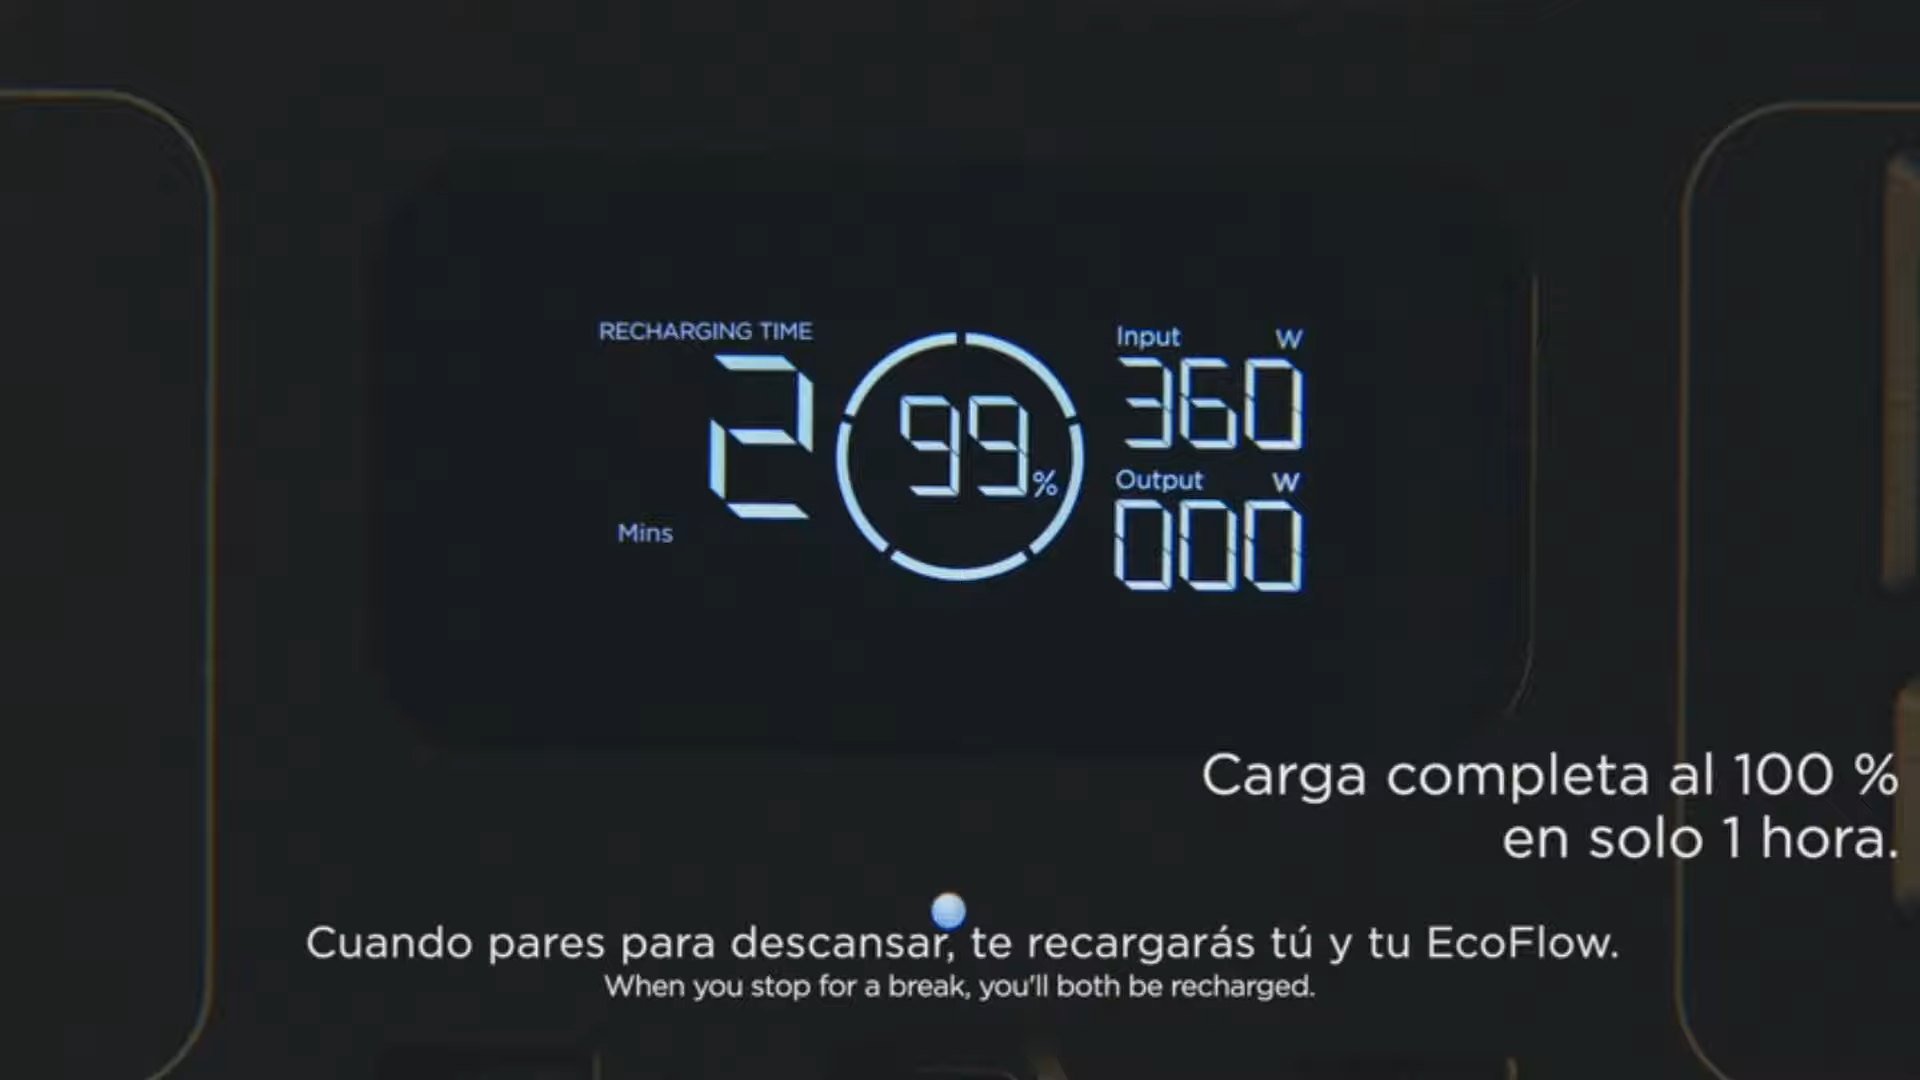 RECHARGING TIME
2
Mins
99%
Input W
360
Output W
000
Carga completa al 100 %
en solo 1 hora.
Cuando pares para descansar, te recargarás tú y tu EcoFlow.
When you stop for a break, you'll both be recharged.